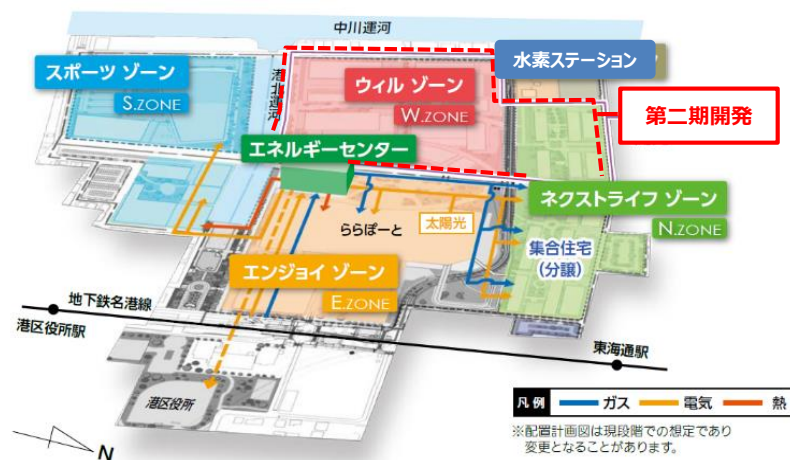 中川運河
スポーツ ゾーン
S.ZONE
港北運河
ウィル ゾーン
W.ZONE
水素ステーション
第二期開発
エネルギーセンター
ネクストライフ ゾーン
N.ZONE
ららぽーと
太陽光
集合住宅
(分譲)
エンジョイ ゾーン
E.ZONE
地下鉄名港線
港区役所駅
東海通駅
港区役所
N
凡例
ガス
電気
熱
※配置計画図は現段階での想定であり
変更となることがあります。